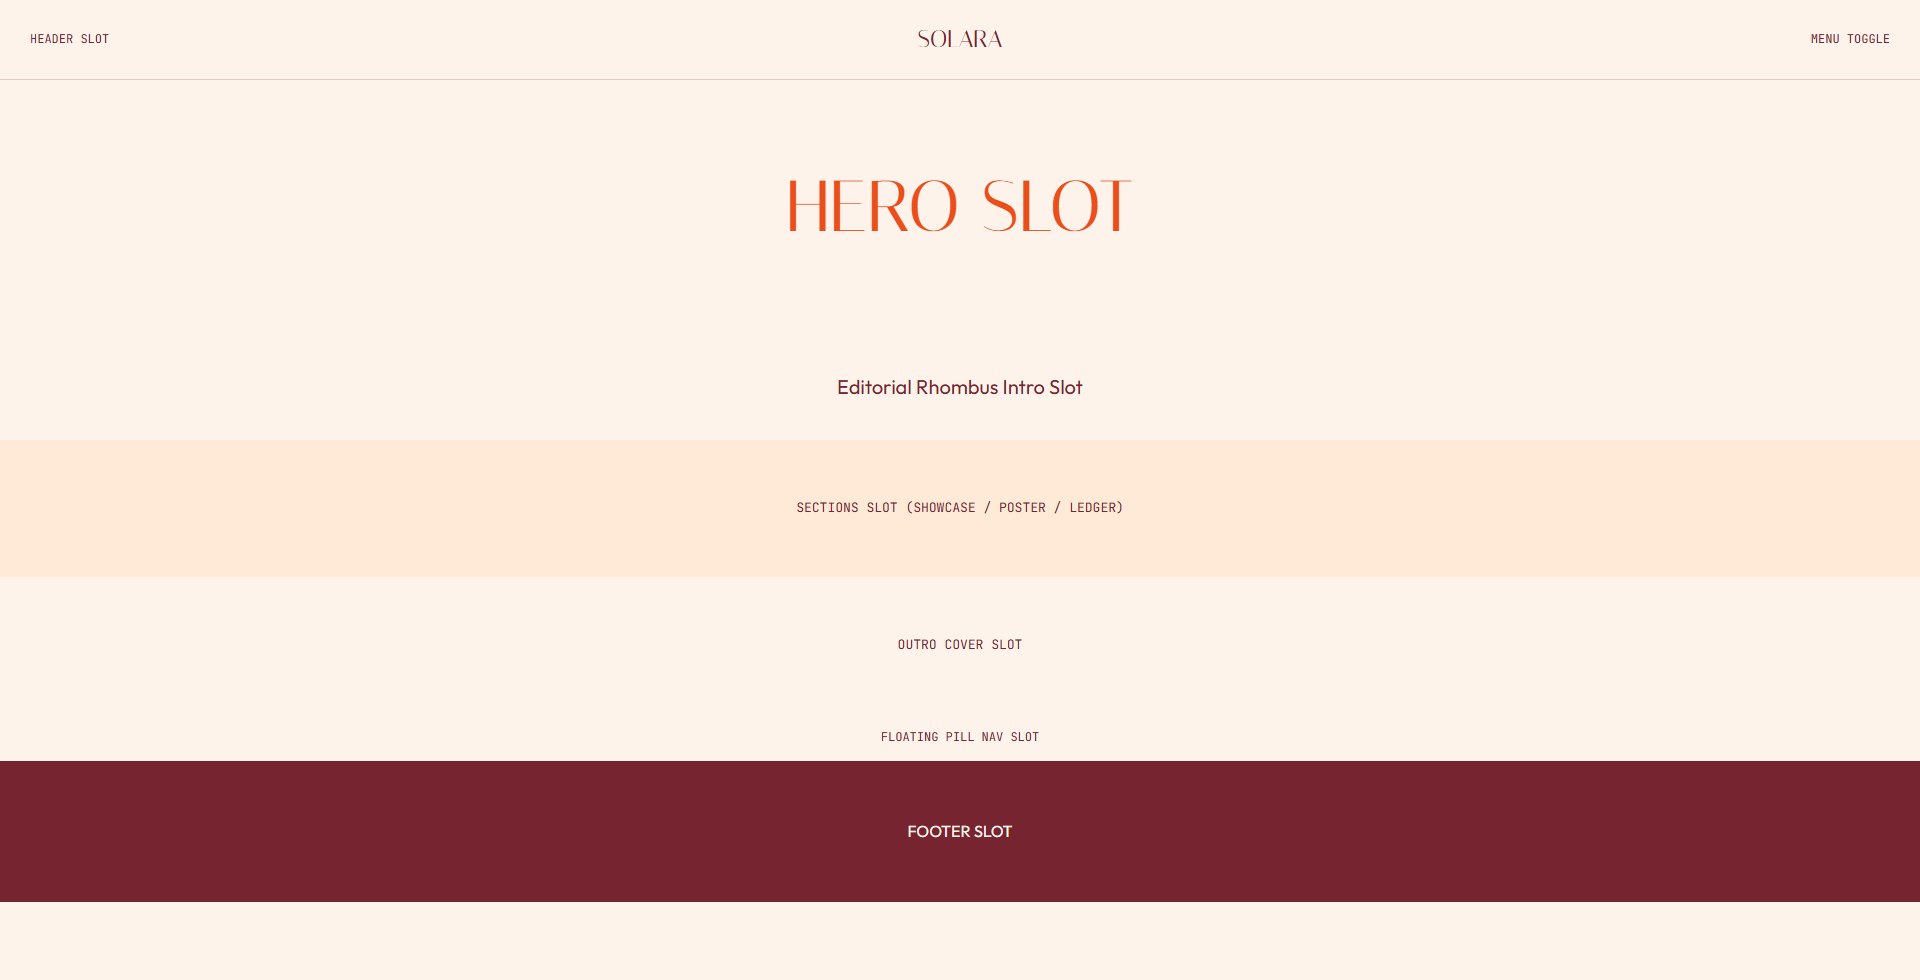 HEADER SLOT
SOLARA
MENU TOGGLE
HERO SLOT
Editorial Rhombus Intro Slot
SECTIONS SLOT (SHOWCASE / POSTER / LEDGER)
OUTRO COVER SLOT
FLOATING PILL NAV SLOT
FOOTER SLOT